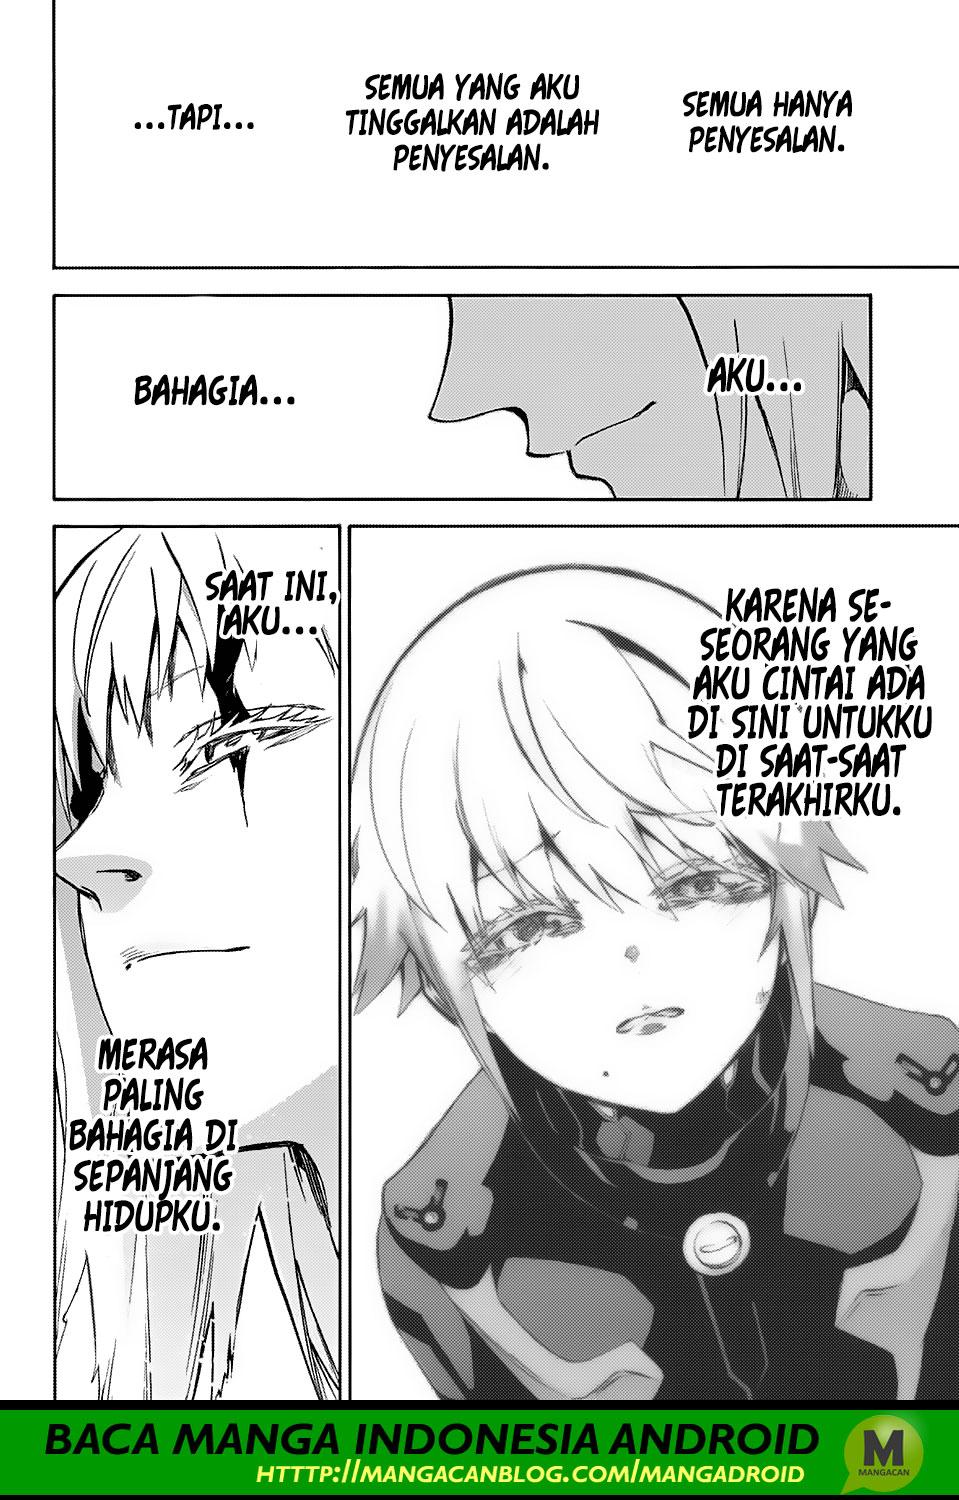 SEMUA HANYA
PENYESALAN.
SEMUA YANG AKU
TINGGALKAN ADALAH
PENYESALAN.
...TAPI...
AKU...
BAHAGIA...
KARENA SE-
SEORANG YANG
AKU CINTAI ADA
DI SINI UNTUKKU
DI SAAT-SAAT
TERAKHIRKU.
SAAT INI,
AKU...
MERASA
PALING
BAHAGIA DI
SEPANJANG
HIDUPKU.
BACA MANGA INDONESIA ANDROID
HTTTP://MANGACANBLOG.COM/MANGADROID
M
MANGACAN